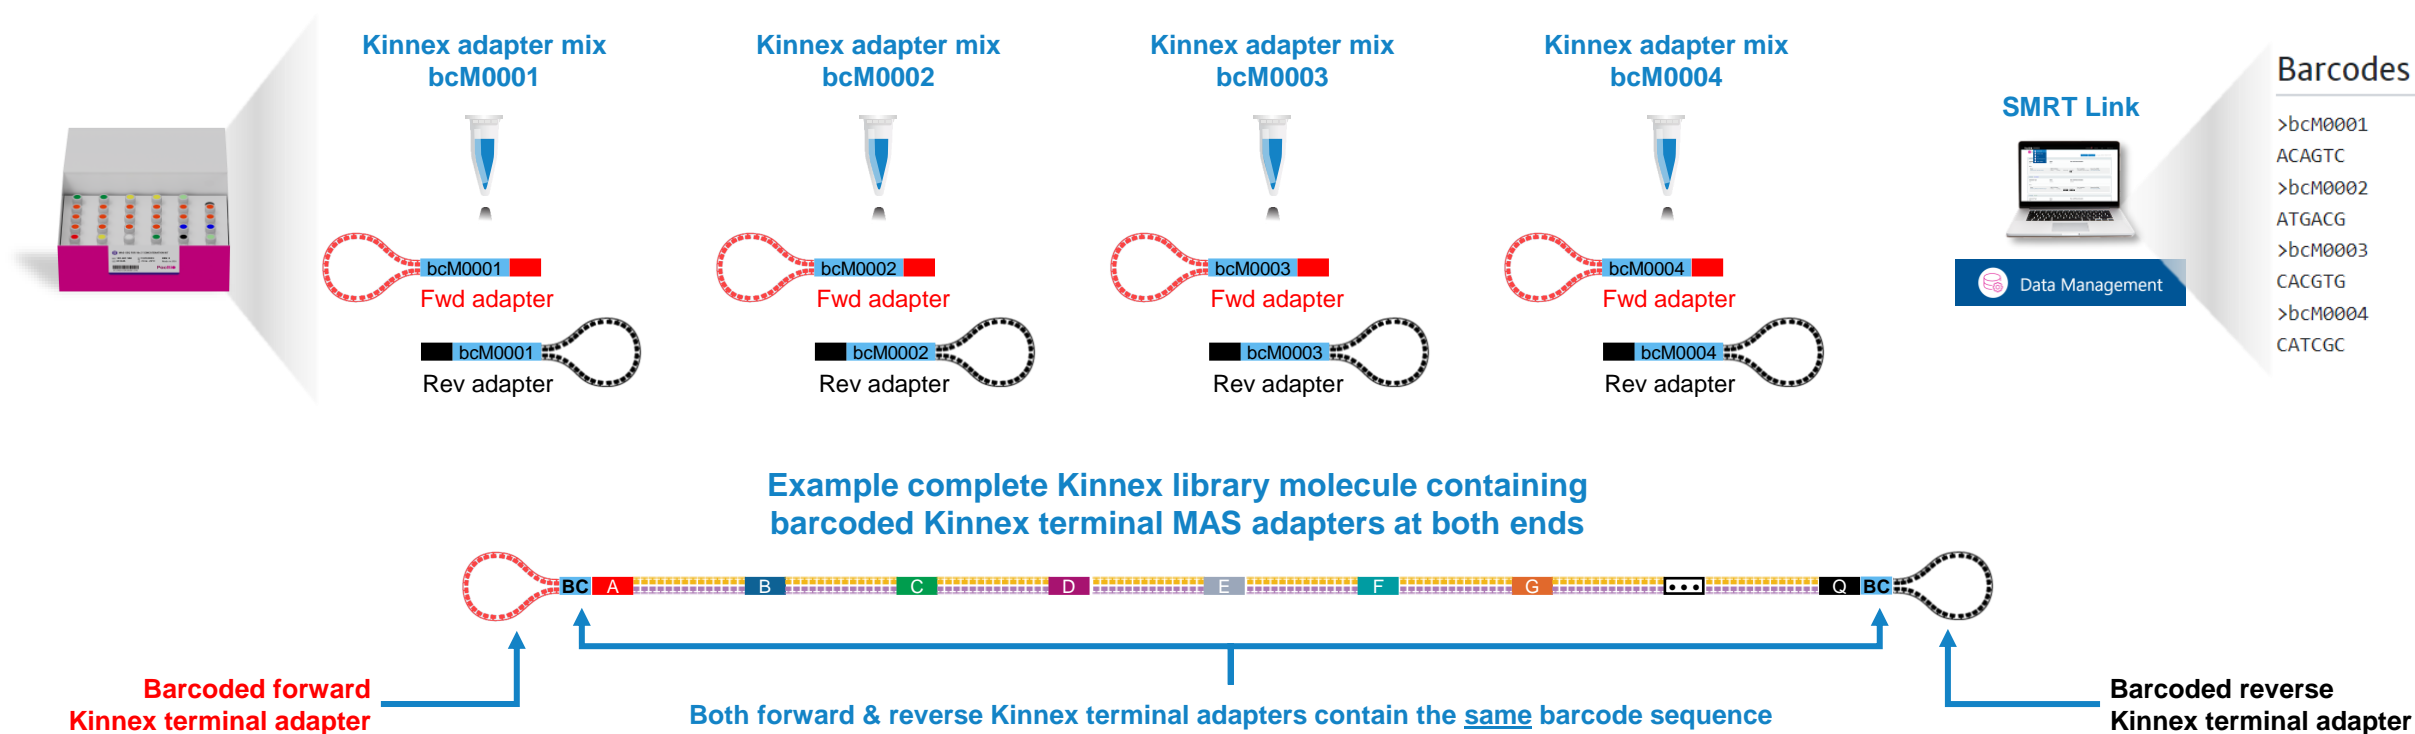 Kinnex adapter mix
bcM0001
Kinnex adapter mix
bcM0002
Kinnex adapter mix
bcM0003
Kinnex adapter mix
bcM0004
bcM0001
Fwd adapter
bcM0001
Rev adapter
bcM0002
Fwd adapter
bcM0002
Rev adapter
bcM0003
Fwd adapter
bcM0003
Rev adapter
bcM0004
Fwd adapter
bcM0004
Rev adapter
SMRT Link
Data Management
Barcodes
>bcM0001
ACAGTC
>bcM0002
ATGACG
>bcM0003
CACGTG
>bcM0004
CATCGC
Example complete Kinnex library molecule containing
barcoded Kinnex terminal MAS adapters at both ends
BC A B C D E F G ••• Q BC
Barcoded forward
Kinnex terminal adapter
Both forward & reverse Kinnex terminal adapters contain the same barcode sequence
Barcoded reverse
Kinnex terminal adapter